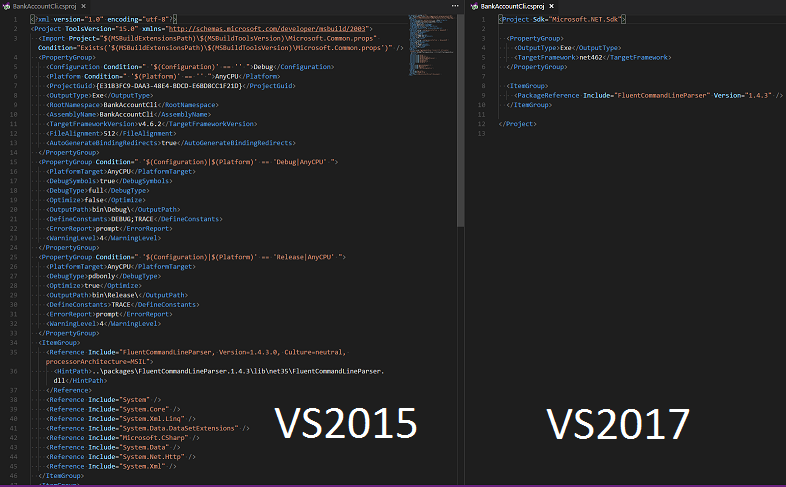 BankAccountCli.csproj ×
1 <?xml version="1.0" encoding="utf-8"?>
2 <Project ToolsVersion="15.0" xmlns="http://schemas.microsoft.com/developer/msbuild/2003">
3 <Import Project="$(MSBuildExtensionsPath)\$(MSBuildToolsVersion)\Microsoft.Common.props"
Condition="Exists('$(MSBuildExtensionsPath)\$(MSBuildToolsVersion)\Microsoft.Common.props')" />
4 <PropertyGroup>
5 <Configuration Condition=" '$(Configuration)' == '' ">Debug</Configuration>
6 <Platform Condition=" '$(Platform)' == '' ">AnyCPU</Platform>
7 <ProjectGuid>{E31B3FC9-DAA3-48E4-BDCD-E6BD8CC1F21D}</ProjectGuid>
8 <OutputType>Exe</OutputType>
9 <RootNamespace>BankAccountCli</RootNamespace>
10 <AssemblyName>BankAccountCli</AssemblyName>
11 <TargetFrameworkVersion>v4.6.2</TargetFrameworkVersion>
12 <FileAlignment>512</FileAlignment>
13 <AutoGenerateBindingRedirects>true</AutoGenerateBindingRedirects>
14 </PropertyGroup>
15 <PropertyGroup Condition=" '$(Configuration)|$(Platform)' == 'Debug|AnyCPU' ">
16 <PlatformTarget>AnyCPU</PlatformTarget>
17 <DebugSymbols>true</DebugSymbols>
18 <DebugType>full</DebugType>
19 <Optimize>false</Optimize>
20 <OutputPath>bin\Debug\</OutputPath>
21 <DefineConstants>DEBUG;TRACE</DefineConstants>
22 <ErrorReport>prompt</ErrorReport>
23 <WarningLevel>4</WarningLevel>
24 </PropertyGroup>
25 <PropertyGroup Condition=" '$(Configuration)|$(Platform)' == 'Release|AnyCPU' ">
26 <PlatformTarget>AnyCPU</PlatformTarget>
27 <DebugType>pdbonly</DebugType>
28 <Optimize>true</Optimize>
29 <OutputPath>bin\Release\</OutputPath>
30 <DefineConstants>TRACE</DefineConstants>
31 <ErrorReport>prompt</ErrorReport>
32 <WarningLevel>4</WarningLevel>
33 </PropertyGroup>
34 <ItemGroup>
35 <Reference Include="FluentCommandLineParser, Version=1.4.3.0, Culture=neutral,
processorArchitecture=MSIL">
36 <HintPath>..\packages\FluentCommandLineParser.1.4.3\lib\net35\FluentCommandLineParser.
dll</HintPath>
37 </Reference>
38 <Reference Include="System" />
39 <Reference Include="System.Core" />
40 <Reference Include="System.Xml.Linq" />
41 <Reference Include="System.Data.DataSetExtensions" />
42 <Reference Include="Microsoft.CSharp" />
43 <Reference Include="System.Data" />
44 <Reference Include="System.Net.Http" />
45 <Reference Include="System.Xml" />
46 </ItemGroup>
VS2015
BankAccountCli.csproj ×
1 <Project Sdk="Microsoft.NET.Sdk">
2
3 <PropertyGroup>
4 <OutputType>Exe</OutputType>
5 <TargetFramework>net462</TargetFramework>
6 </PropertyGroup>
7
8 <ItemGroup>
9 <PackageReference Include="FluentCommandLineParser" Version="1.4.3" />
10 </ItemGroup>
11
12 </Project>
13
VS2017